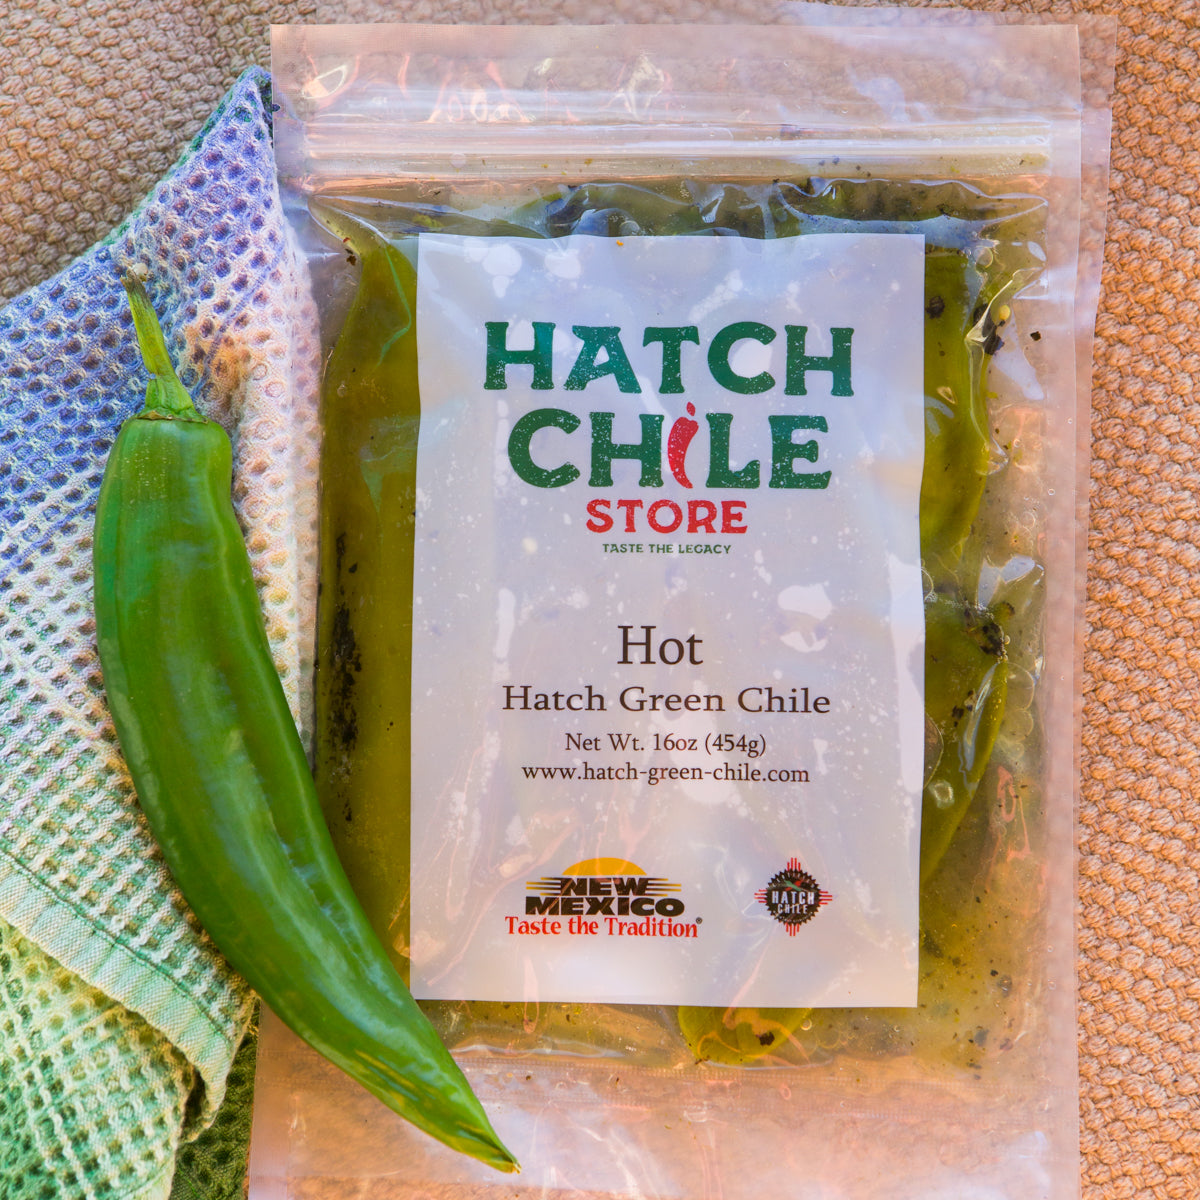 HATCH
CHILE
STORE
TASTE THE LEGACY
Hot
Hatch Green Chile
Net Wt. 16oz (454g)
www.hatch-green-chile.com
NEW
MEXICO
Taste the Tradition®
HATCH
CHILE